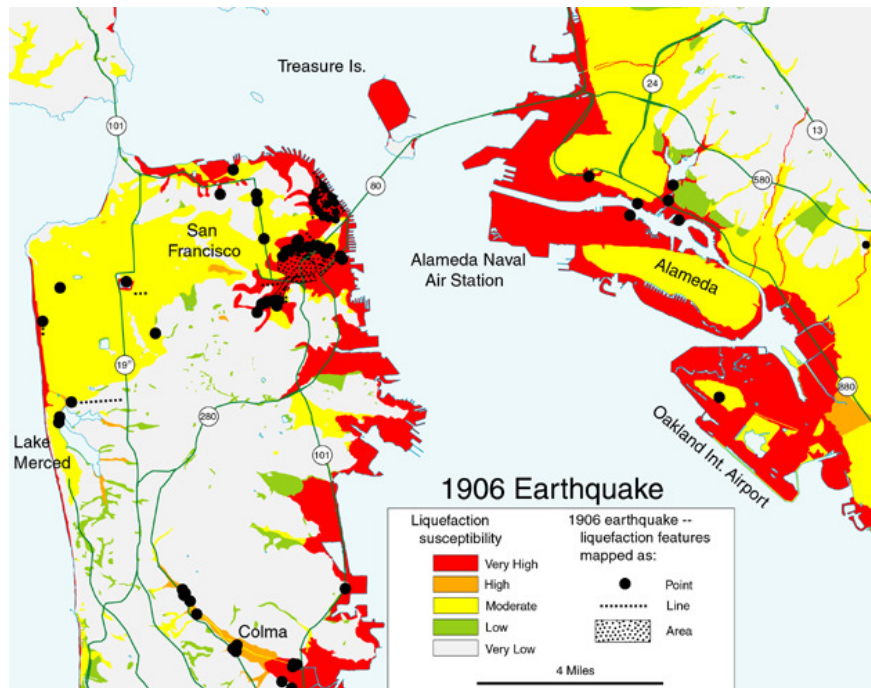 Treasure Is.
24
13
101
80
580
San
Francisco
Alameda Naval
Air Station
Alameda
19th
880
280
Lake
Merced
101
Oakland Int. Airport
Colma
1906 Earthquake
Liquefaction
susceptibility
Very High
High
Moderate
Low
Very Low
1906 earthquake --
liquefaction features
mapped as:
Point
Line
Area
4 Miles